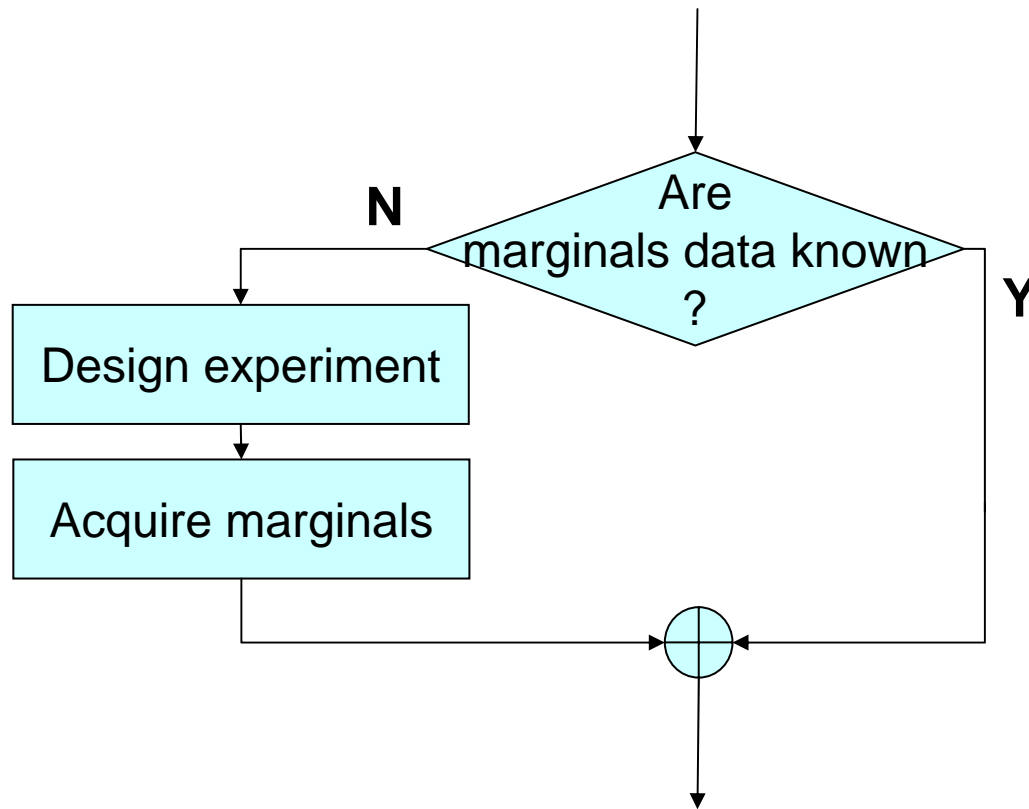 Are
marginals data known
?
N
Y
Design experiment
Acquire marginals